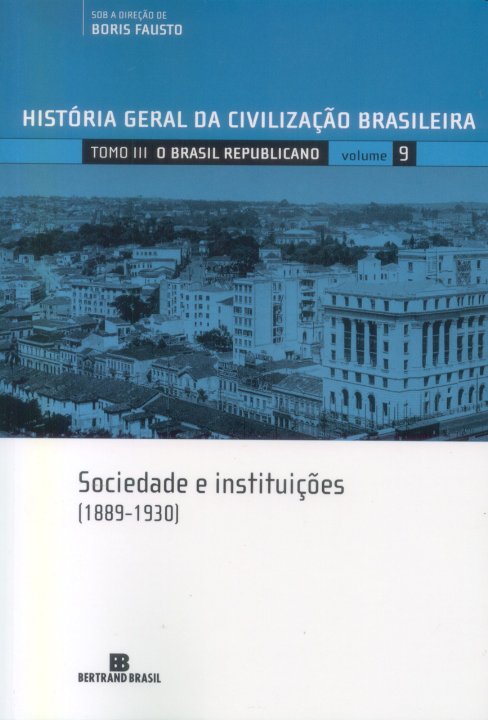 SOB A DIREÇÃO DE
BORIS FAUSTO
HISTÓRIA GERAL DA CIVILIZAÇÃO BRASILEIRA
TOMO III O BRASIL REPUBLICANO volume 9
Sociedade e instituições
(1889-1930)
BB
BERTRAND BRASIL